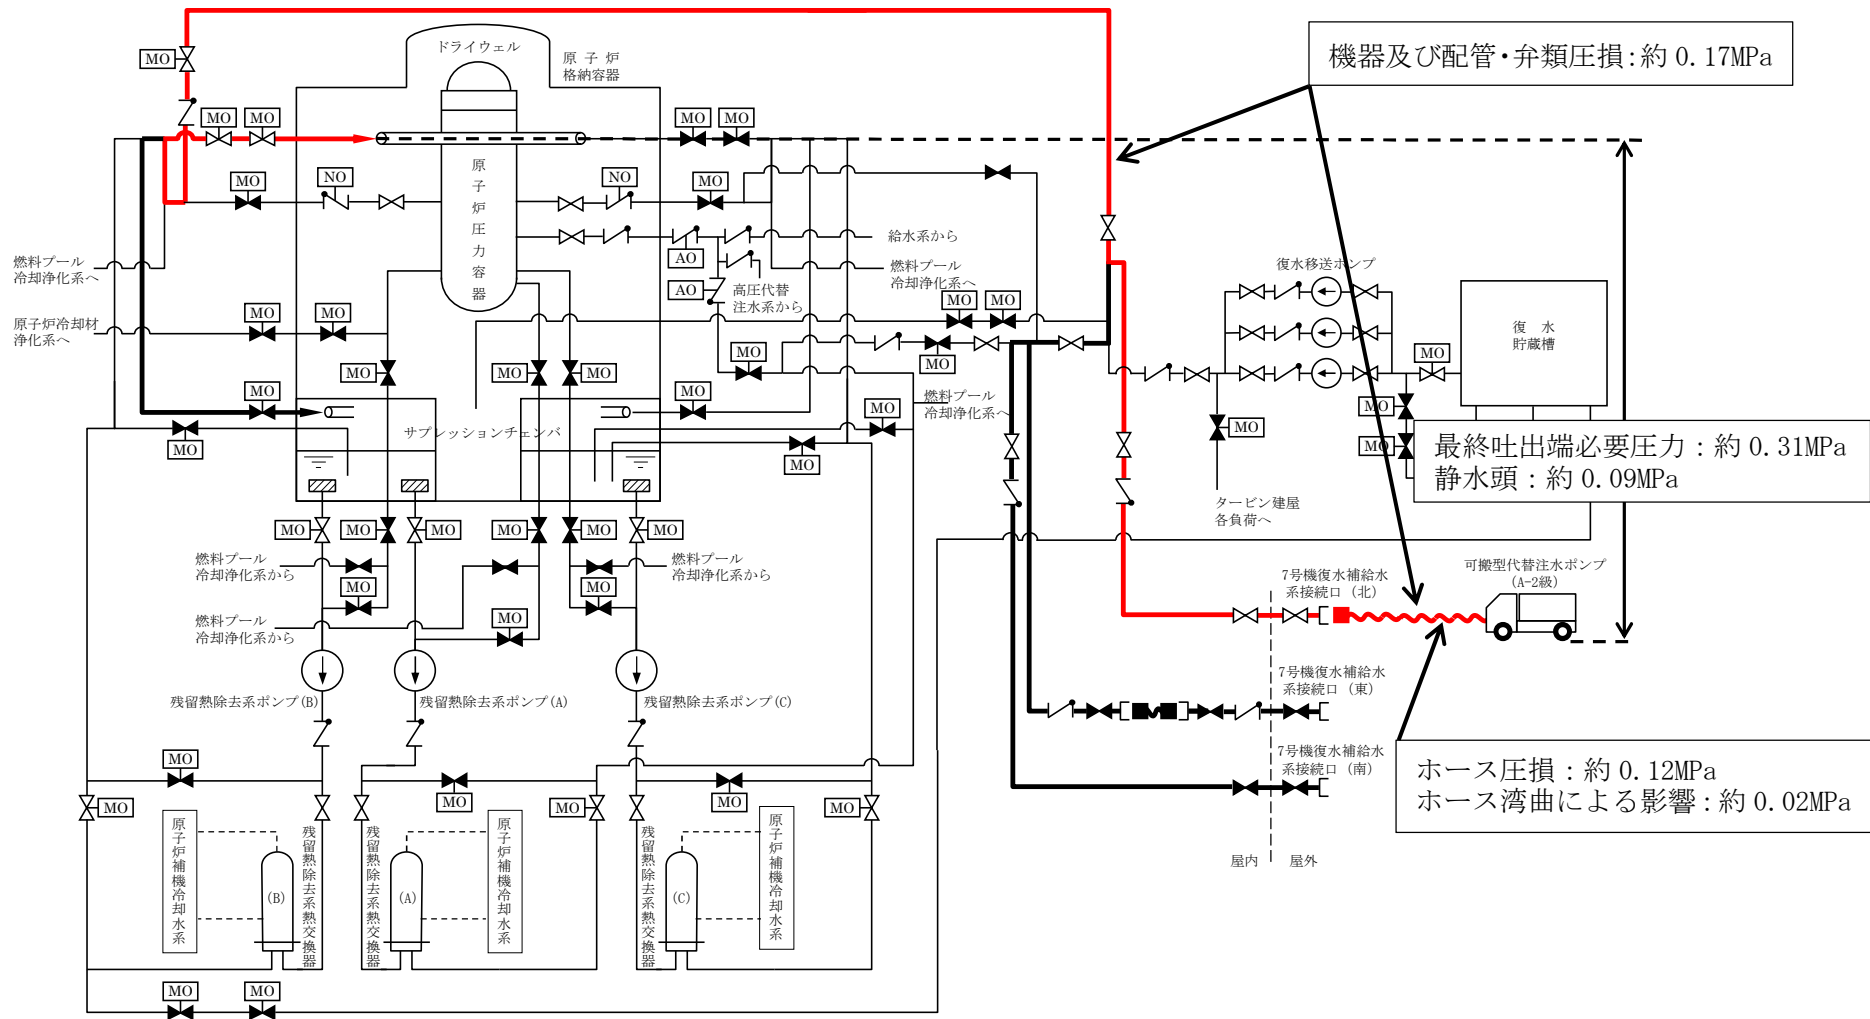 機器及び配管・弁類圧損:約 0.17MPa
ドライウェル
原 子 炉
格納容器
MO
MO
MO
MO
MO
NO
NO
MO
MO
原子炉圧力容器
給水系から
AO
AO
高圧代替
注水系から
燃料プール
冷却浄化系へ
燃料プール
冷却浄化系へ
原子炉冷却材
浄化系へ
MO
MO
MO
MO
MO
復水移送ポンプ
復 水
貯蔵槽
MO
MO
MO
MO
MO
MO
MO
MO
MO
MO
MO
MO
燃料プール
冷却浄化系へ
サプレッションチェンバ
MO
MO
MO
最終吐出端必要圧力:約 0.31MPa
静水頭:約 0.09MPa
タービン建屋
各負荷へ
MO
MO
MO
MO
MO
MO
燃料プール
冷却浄化系から
燃料プール
冷却浄化系から
燃料プール
冷却浄化系から
MO
MO
MO
7号機復水補給水
系接続口(北)
可搬型代替注水ポンプ
(A-2級)
残留熱除去系ポンプ(B)
残留熱除去系ポンプ(A)
残留熱除去系ポンプ(C)
7号機復水補給水
系接続口(東)
7号機復水補給水
系接続口(南)
ホース圧損:約 0.12MPa
ホース湾曲による影響:約 0.02MPa
屋内
屋外
MO
MO
MO
MO
MO
MO
原子炉補機冷却水系
(B)
残留熱除去系熱交換器
残留熱除去系熱交換器
(A)
原子炉補機冷却水系
残留熱除去系熱交換器
(C)
原子炉補機冷却水系
MO
MO